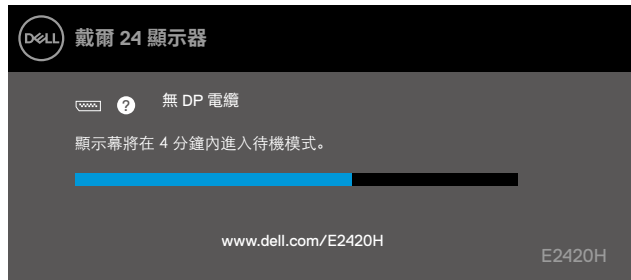 DELL
戴爾 24 顯示器
? 無 DP 電纜
顯示幕將在 4 分鐘內進入待機模式。
www.dell.com/E2420H
E2420H